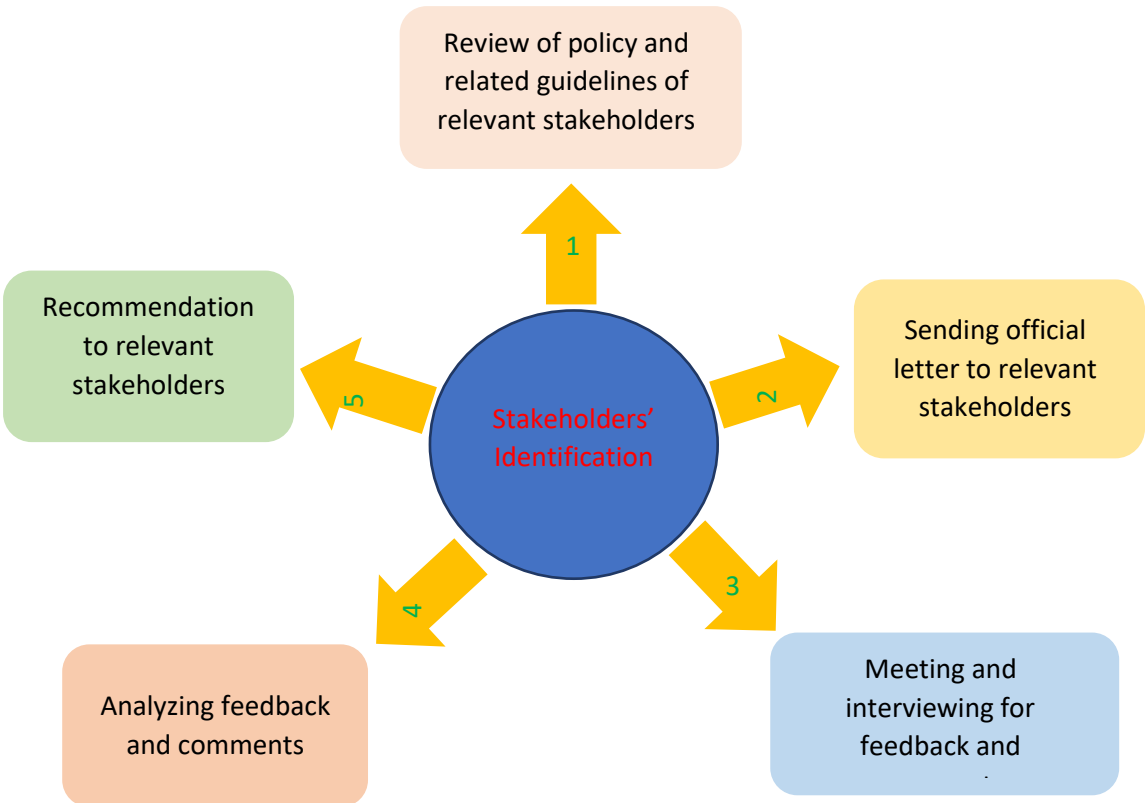 Review of policy and
related guidelines of
relevant stakeholders
1
Sending official
letter to relevant
stakeholders
2
Meeting and
interviewing for
feedback and
3
Analyzing feedback
and comments
4
Recommendation
to relevant
stakeholders
5
Stakeholders’
Identification